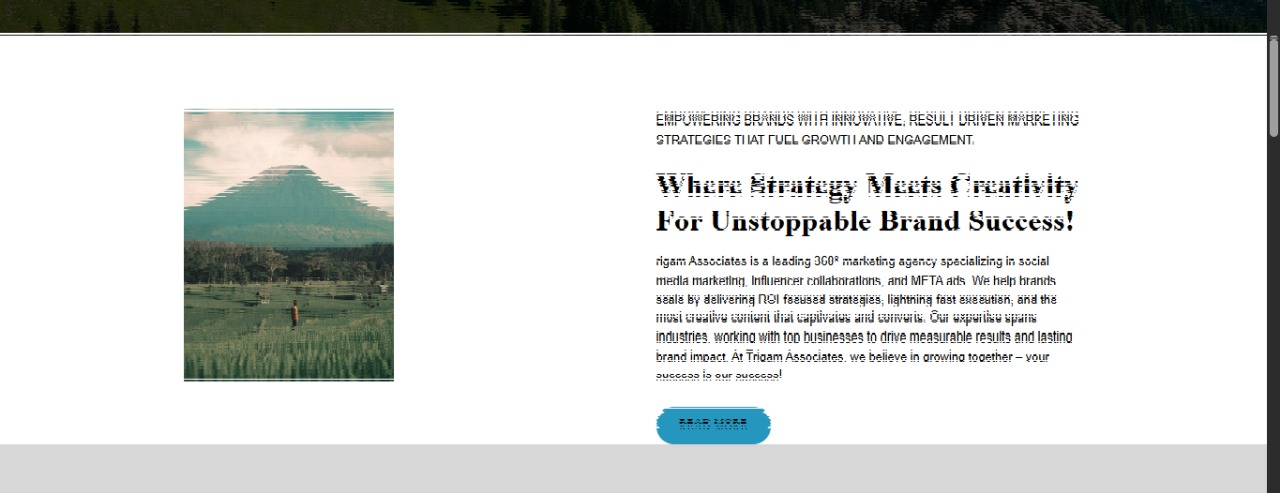 EMPOWERING BRANDS WITH INNOVATIVE, RESULT DRIVEN MARKETING
STRATEGIES THAT FUEL GROWTH AND ENGAGEMENT.
Where Strategy Meets Creativity
For Unstoppable Brand Success!
rigam Associates is a leading 360° marketing agency specializing in social
media marketing, Influencer collaborations, and META ads. We help brands
scale by delivering ROI focused strategies, lightning fast execution, and the
most creative content that captivates and converts. Our expertise spans
industries, working with top businesses to drive measurable results and lasting
brand impact. At Trigam Associates, we believe in growing together – your
success is our success!
READ MORE